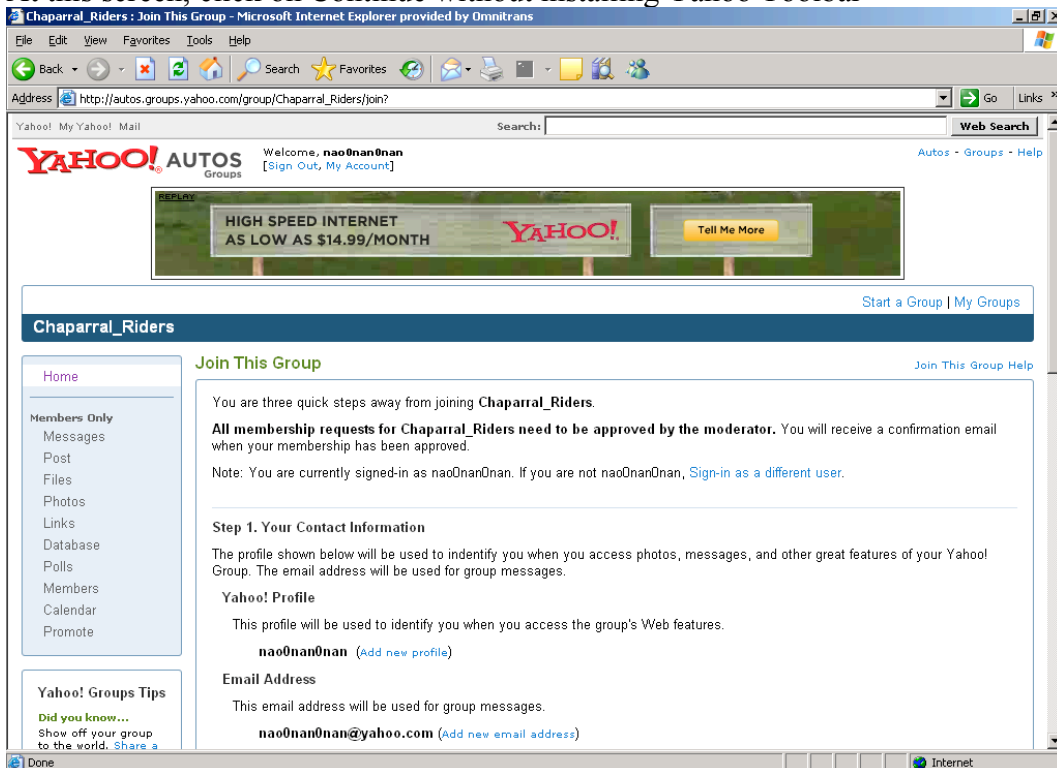 At this screen, click on Continue without installing Yahoo Toolbar
Chaparral_Riders : Join This Group - Microsoft Internet Explorer provided by Omnitrans
File Edit View Favorites Tools Help
Back Search Favorites
Address http://autos.groups.yahoo.com/group/Chaparral_Riders/join? Go Links »
Yahoo! My Yahoo! Mail Search: Web Search
YAHOO! AUTOS Groups
Welcome, nao0nan0nan
[Sign Out, My Account]
Autos - Groups - Help
REPLAY
HIGH SPEED INTERNET
AS LOW AS $14.99/MONTH
YAHOO!
Tell Me More
Start a Group | My Groups
Chaparral_Riders
Home
Members Only
Messages
Post
Files
Photos
Links
Database
Polls
Members
Calendar
Promote
Yahoo! Groups Tips
Did you know...
Show off your group
to the world. Share a
Join This Group
Join This Group Help
You are three quick steps away from joining Chaparral_Riders.
All membership requests for Chaparral_Riders need to be approved by the moderator. You will receive a confirmation email
when your membership has been approved.
Note: You are currently signed-in as nao0nan0nan. If you are not nao0nan0nan, Sign-in as a different user.
Step 1. Your Contact Information
The profile shown below will be used to indentify you when you access photos, messages, and other great features of your Yahoo!
Group. The email address will be used for group messages.
Yahoo! Profile
This profile will be used to identify you when you access the group's Web features.
nao0nan0nan (Add new profile)
Email Address
This email address will be used for group messages.
nao0nan0nan@yahoo.com (Add new email address)
Done Internet